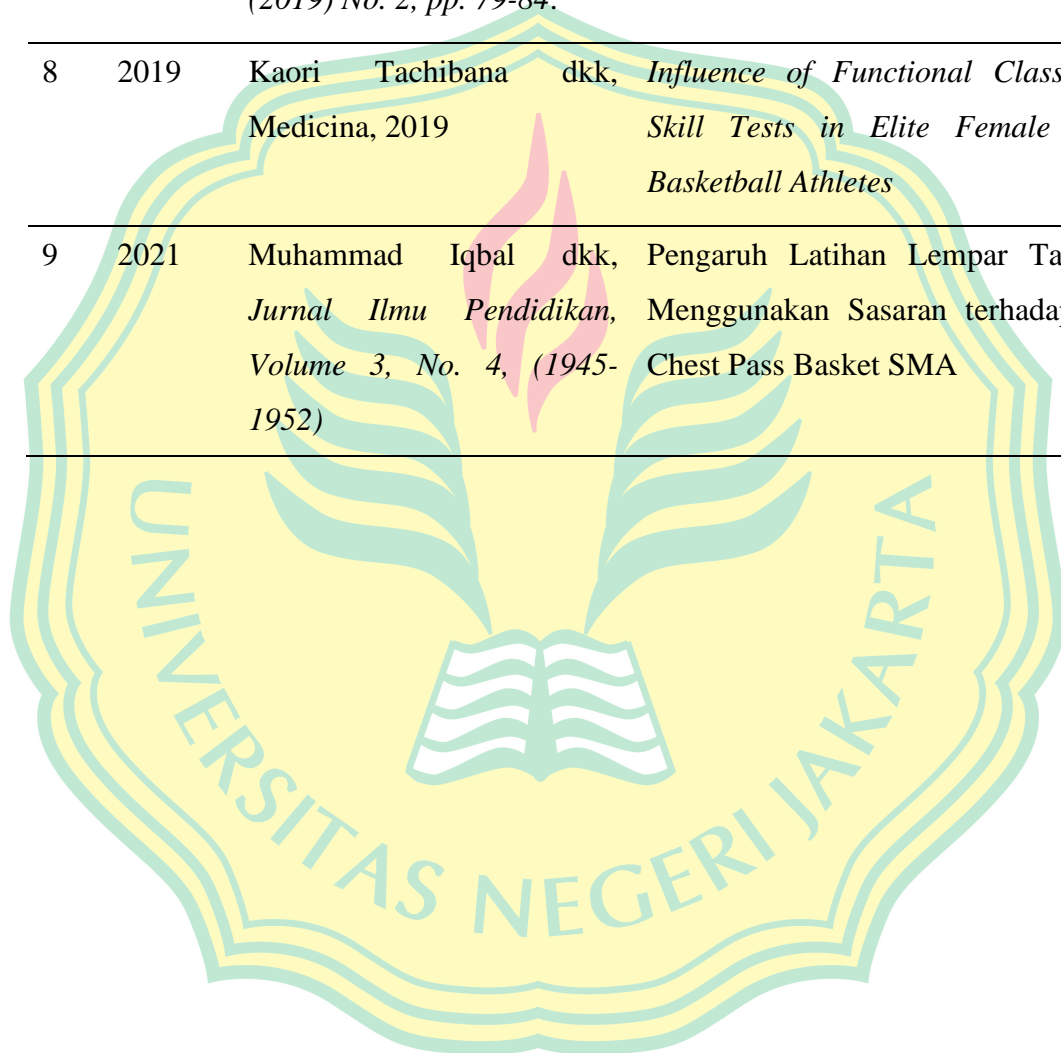 (2019) No. 2, pp. 79-84.
8 2019 Kaori Tachibana dkk, Influence of Functional Class
Medicina, 2019 Skill Tests in Elite Female
Basketball Athletes
9 2021 Muhammad Iqbal dkk, Pengaruh Latihan Lempar Ta
Jurnal Ilmu Pendidikan, Menggunakan Sasaran terhada
Volume 3, No. 4, (1945- Chest Pass Basket SMA
1952)
UNIVERSITAS NEGERI JAKARTA